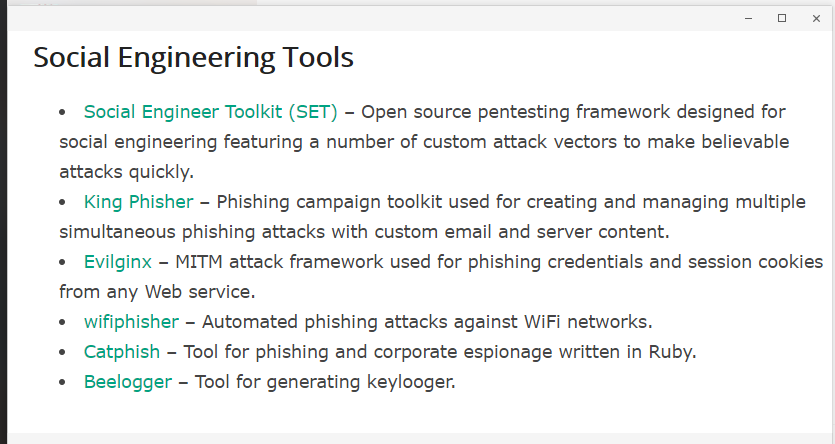 Social Engineering Tools
• Social Engineer Toolkit (SET) – Open source pentesting framework designed for
social engineering featuring a number of custom attack vectors to make believable
attacks quickly.
• King Phisher – Phishing campaign toolkit used for creating and managing multiple
simultaneous phishing attacks with custom email and server content.
• Evilginx – MITM attack framework used for phishing credentials and session cookies
from any Web service.
• wifiphisher – Automated phishing attacks against WiFi networks.
• Catphish – Tool for phishing and corporate espionage written in Ruby.
• Beelogger – Tool for generating keylooger.